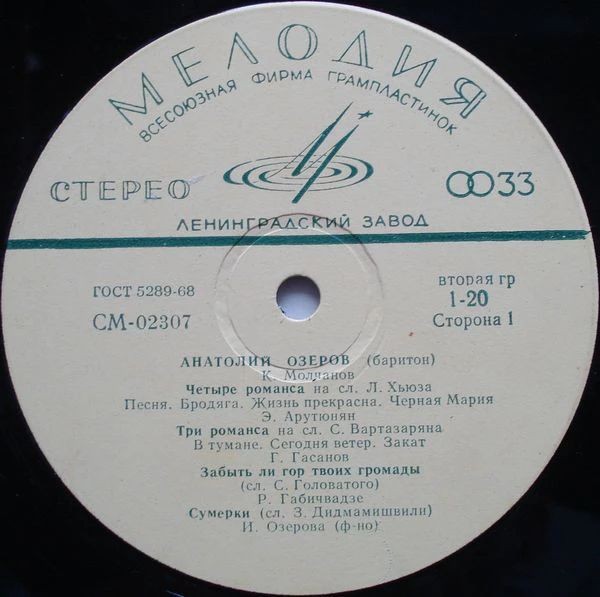 МЕЛОДИЯ
ВСЕСОЮЗНАЯ ФИРМА ГРАМПЛАСТИНОК
СТЕРЕО
33
ЛЕНИНГРАДСКИЙ ЗАВОД
ГОСТ 5289-68
СМ-02307
вторая гр
1-20
Сторона 1
АНАТОЛИЙ ОЗЕРОВ (баритон)
К. Молчанов
Четыре романса на сл. Л. Хьюза
Песня. Бродяга. Жизнь прекрасна. Черная Мария
Э. Арутюнян
Три романса на сл. С. Вартазаряна
В тумане. Сегодня ветер. Закат
Г. Гасанов
Забыть ли гор твоих громады
(сл. С. Головатого)
Р. Габичвадзе
Сумерки (сл. З. Дидмамишвили)
И. Озерова (ф-но)